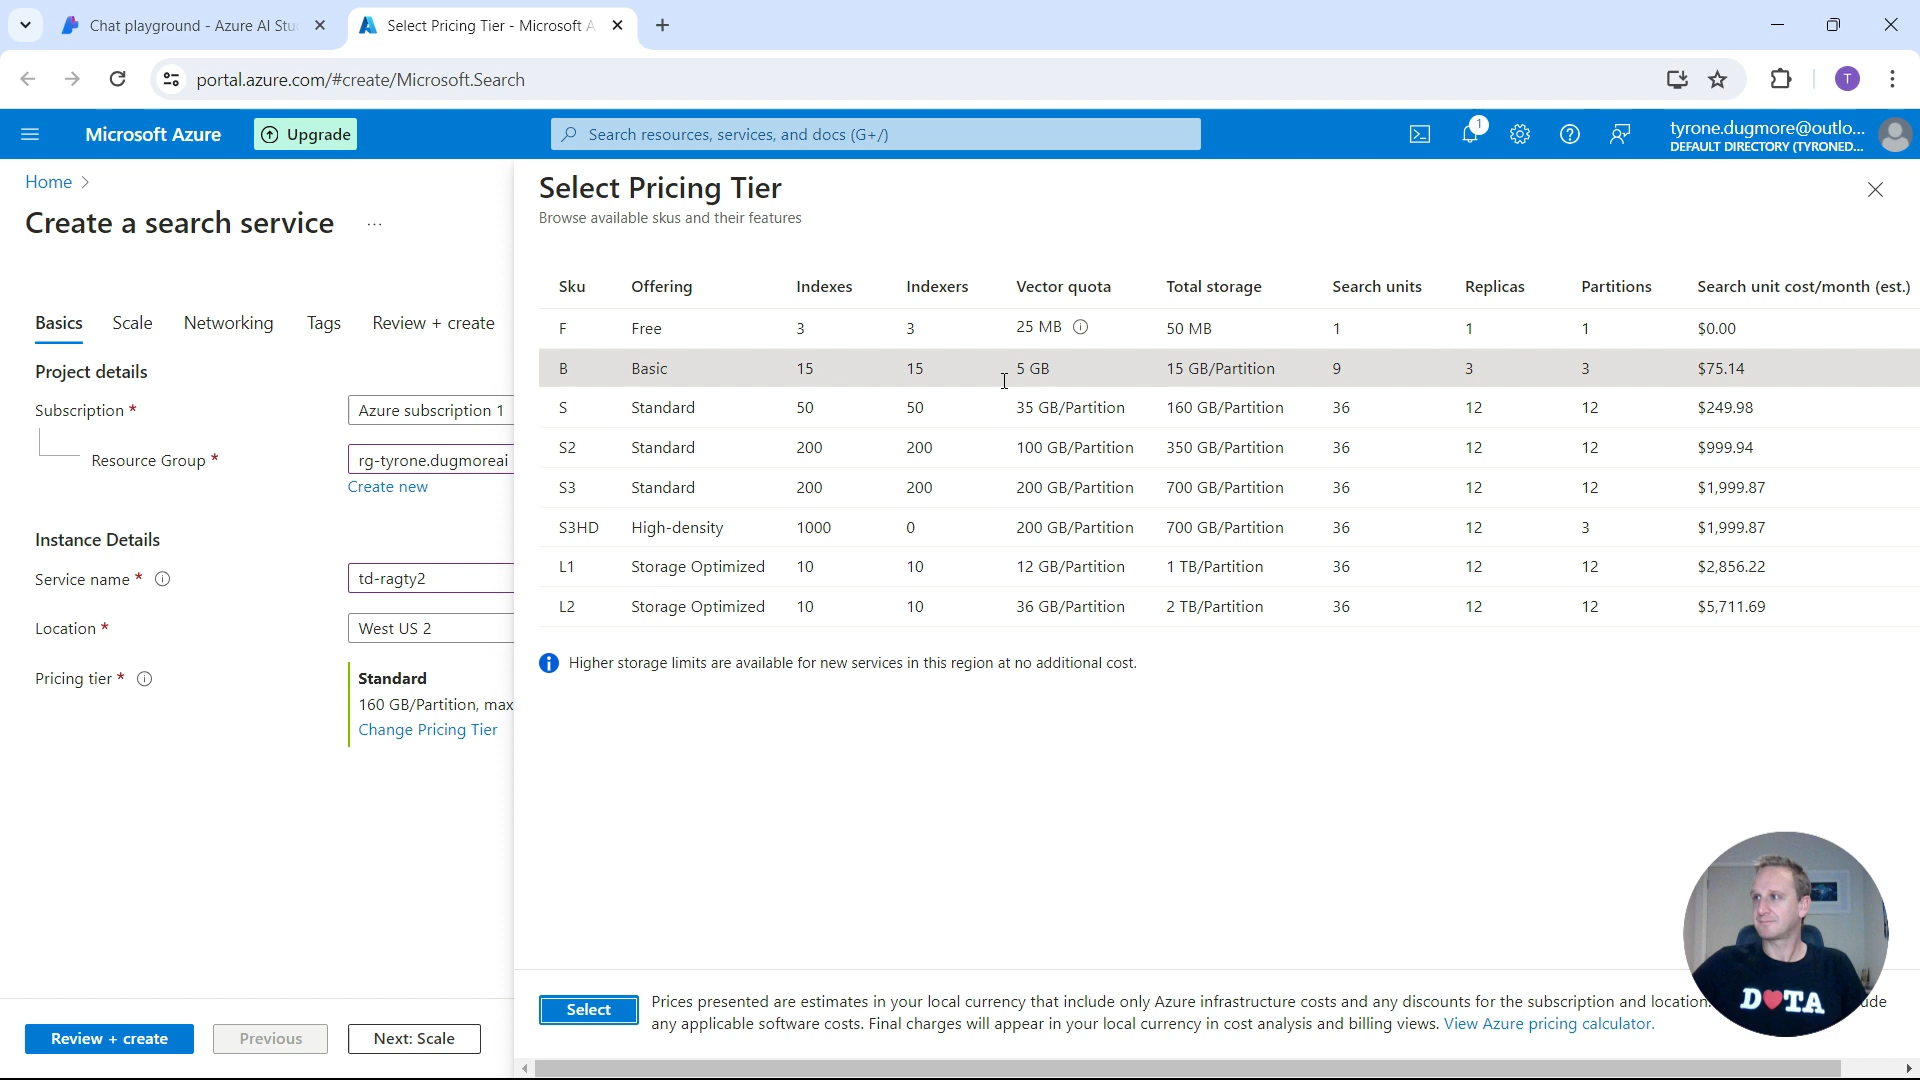 Chat playground - Azure AI Stu
Select Pricing Tier - Microsoft A
portal.azure.com/#create/Microsoft.Search
T
Microsoft Azure
Upgrade
Search resources, services, and docs (G+/)
1
tyrone.dugmore@outlo...
DEFAULT DIRECTORY (TYRONED...
Home >
Create a search service ...
Basics Scale Networking Tags Review + create
Project details
Subscription *
Azure subscription 1
Resource Group *
rg-tyrone.dugmoreai
Create new
Instance Details
Service name *
td-ragty2
Location *
West US 2
Pricing tier *
Standard
160 GB/Partition, max
Change Pricing Tier
Review + create
Previous
Next: Scale
Select Pricing Tier
Browse available skus and their features
Sku Offering Indexes Indexers Vector quota Total storage Search units Replicas Partitions Search unit cost/month (est.)
F Free 3 3 25 MB 50 MB 1 1 1 $0.00
B Basic 15 15 5 GB 15 GB/Partition 9 3 3 $75.14
S Standard 50 50 35 GB/Partition 160 GB/Partition 36 12 12 $249.98
S2 Standard 200 200 100 GB/Partition 350 GB/Partition 36 12 12 $999.94
S3 Standard 200 200 200 GB/Partition 700 GB/Partition 36 12 12 $1,999.87
S3HD High-density 1000 0 200 GB/Partition 700 GB/Partition 36 12 3 $1,999.87
L1 Storage Optimized 10 10 12 GB/Partition 1 TB/Partition 36 12 12 $2,856.22
L2 Storage Optimized 10 10 36 GB/Partition 2 TB/Partition 36 12 12 $5,711.69
Higher storage limits are available for new services in this region at no additional cost.
Select
Prices presented are estimates in your local currency that include only Azure infrastructure costs and any discounts for the subscription and location. ude
any applicable software costs. Final charges will appear in your local currency in cost analysis and billing views. View Azure pricing calculator.
D♥TA